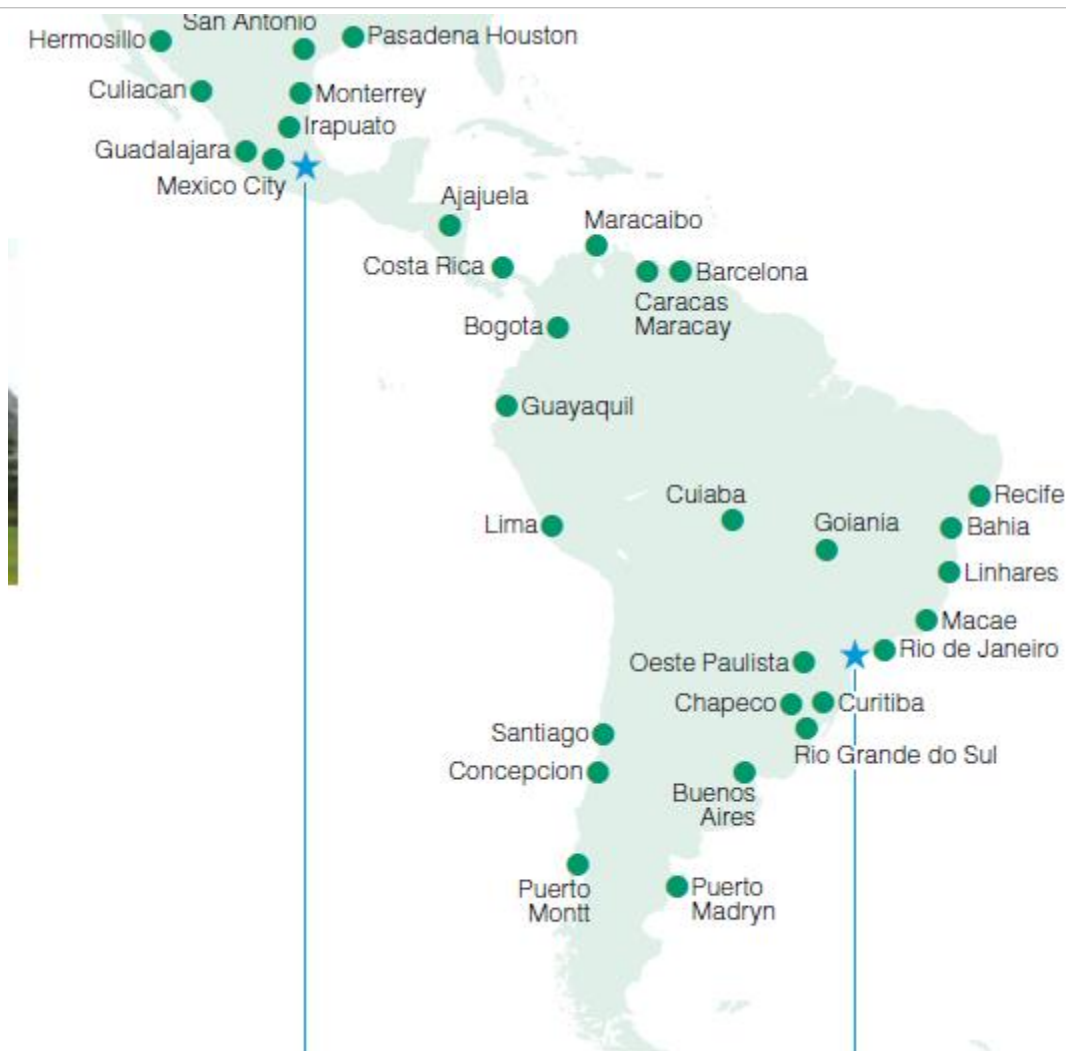 San Antonio
Hermosillo
Pasadena Houston
Culiacan
Monterrey
Irapuato
Guadalajara
Mexico City
Ajajuela
Maracaibo
Costa Rica
Barcelona
Caracas
Maracay
Bogota
Guayaquil
Cuiaba
Recife
Lima
Goiania
Bahia
Linhares
Macae
Rio de Janeiro
Oeste Paulista
Chapeco
Curitiba
Santiago
Rio Grande do Sul
Concepcion
Buenos
Aires
Puerto
Montt
Puerto
Madryn